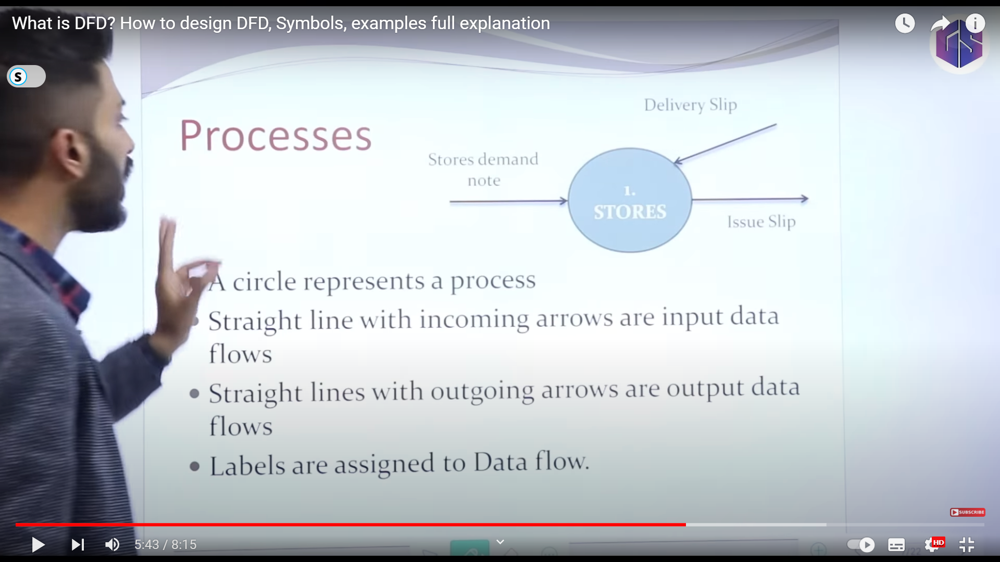 What is DFD? How to design DFD, Symbols, examples full explanation
S
Delivery Slip
Processes
Stores demand
note
1.
STORES
Issue Slip
A circle represents a process
• Straight line with incoming arrows are input data
flows
• Straight lines with outgoing arrows are output data
flows
• Labels are assigned to Data flow.
SUBSCRIBE
5:43 / 8:15
HD